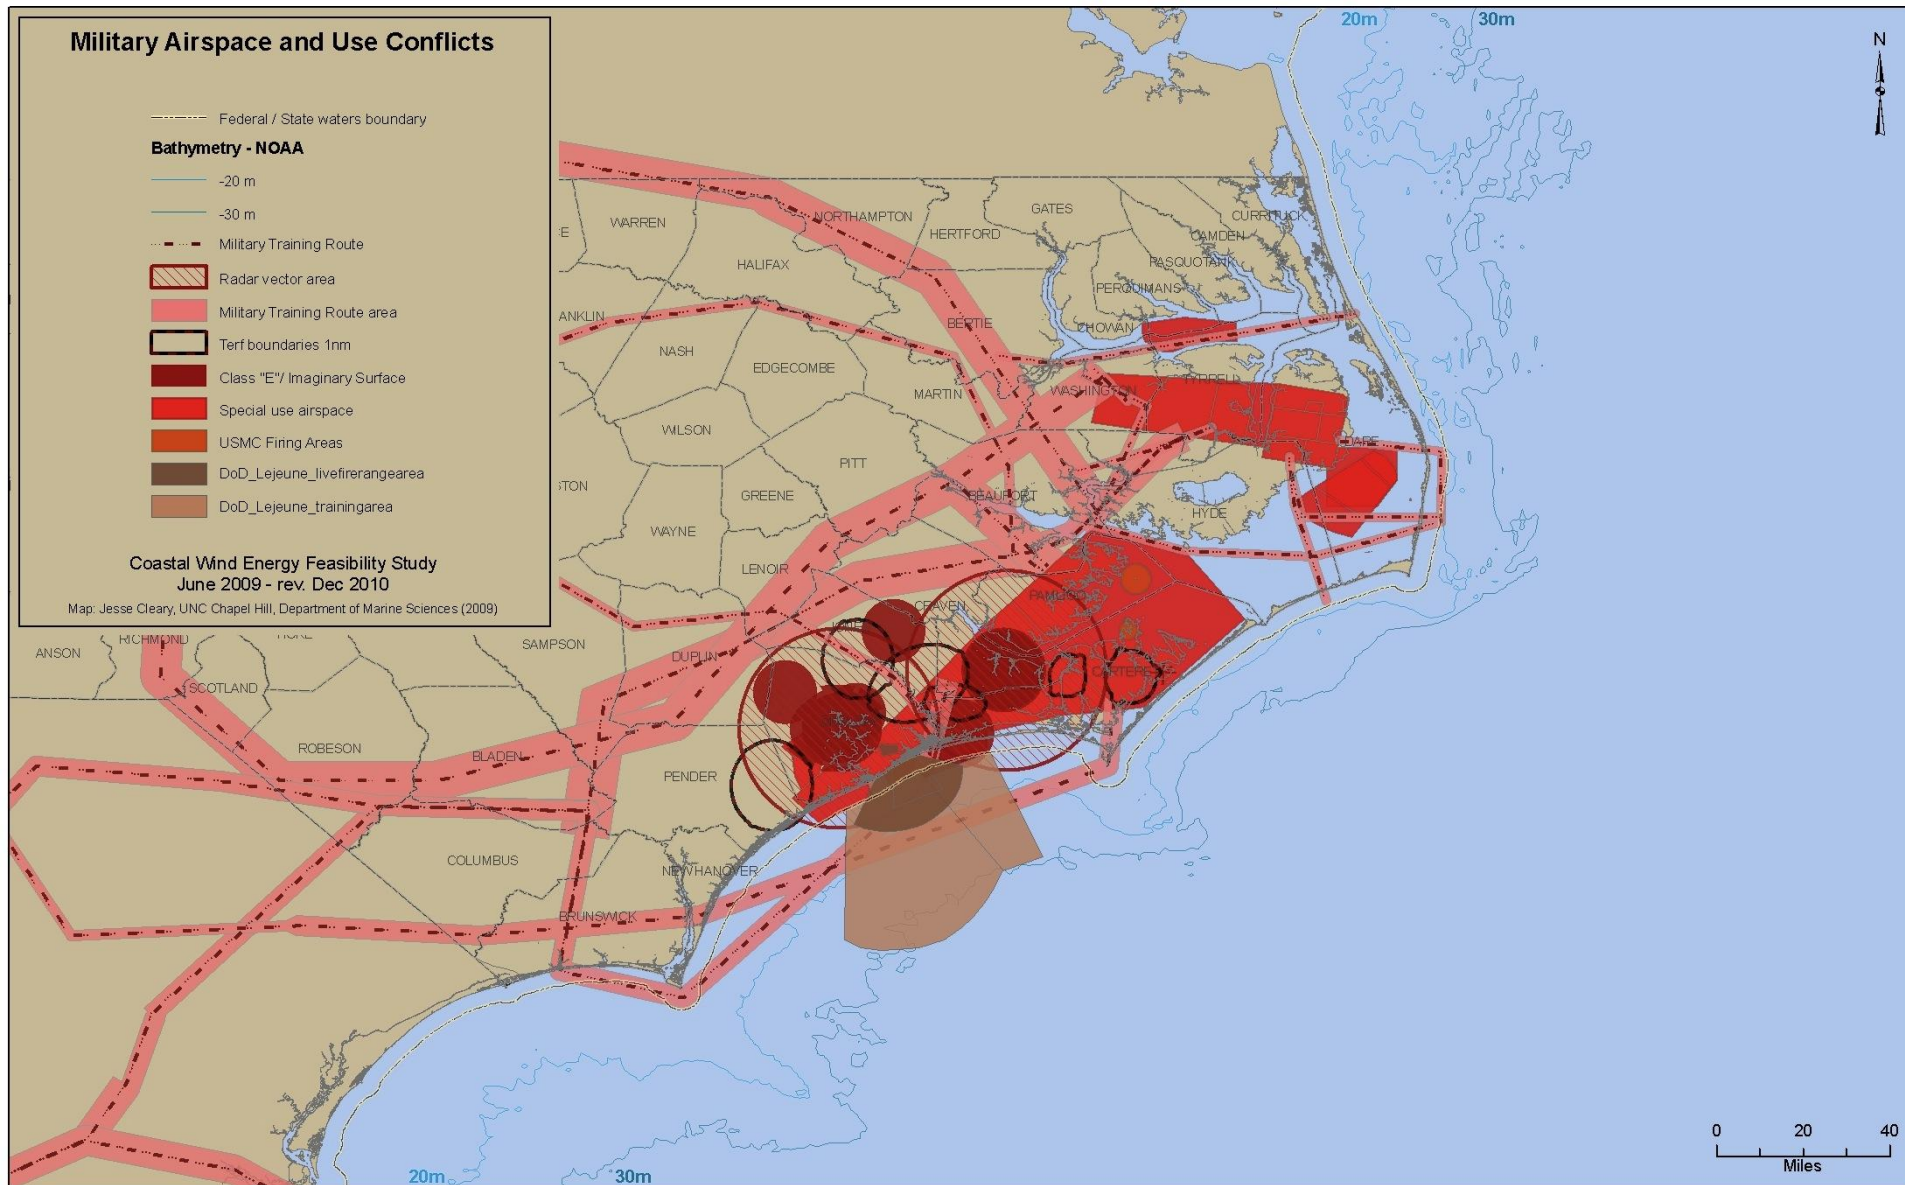 Military Airspace and Use Conflicts
Federal / State waters boundary
Bathymetry - NOAA
-20 m
-30 m
Military Training Route
Radar vector area
Military Training Route area
Terf boundaries 1nm
Class "E"/ Imaginary Surface
Special use airspace
USMC Firing Areas
DoD_Lejeune_livefirerangearea
DoD_Lejeune_trainingarea
Coastal Wind Energy Feasibility Study
June 2009 - rev. Dec 2010
Map: Jesse Cleary, UNC Chapel Hill, Department of Marine Sciences (2009)
20m
30m
N
WARREN
NORTHAMPTON
GATES
HERTFORD
CURRITUCK
CAMDEN
PASQUOTANK
HALIFAX
PERQUIMANS
ANKLIN
BERTIE
CHOWAN
NASH
EDGECOMBE
MARTIN
WASHINGTON
TYRRELL
WILSON
DARE
PITT
STON
GREENE
BEAUFORT
HYDE
WAYNE
LENOIR
PAMLICO
CRAVEN
RICHMOND
ANSON
SAMPSON
DUPLIN
CARTERET
SCOTLAND
ROBESON
BLADEN
PENDER
COLUMBUS
NEW HANOVER
BRUNSWICK
0
20
40
Miles
20m
30m